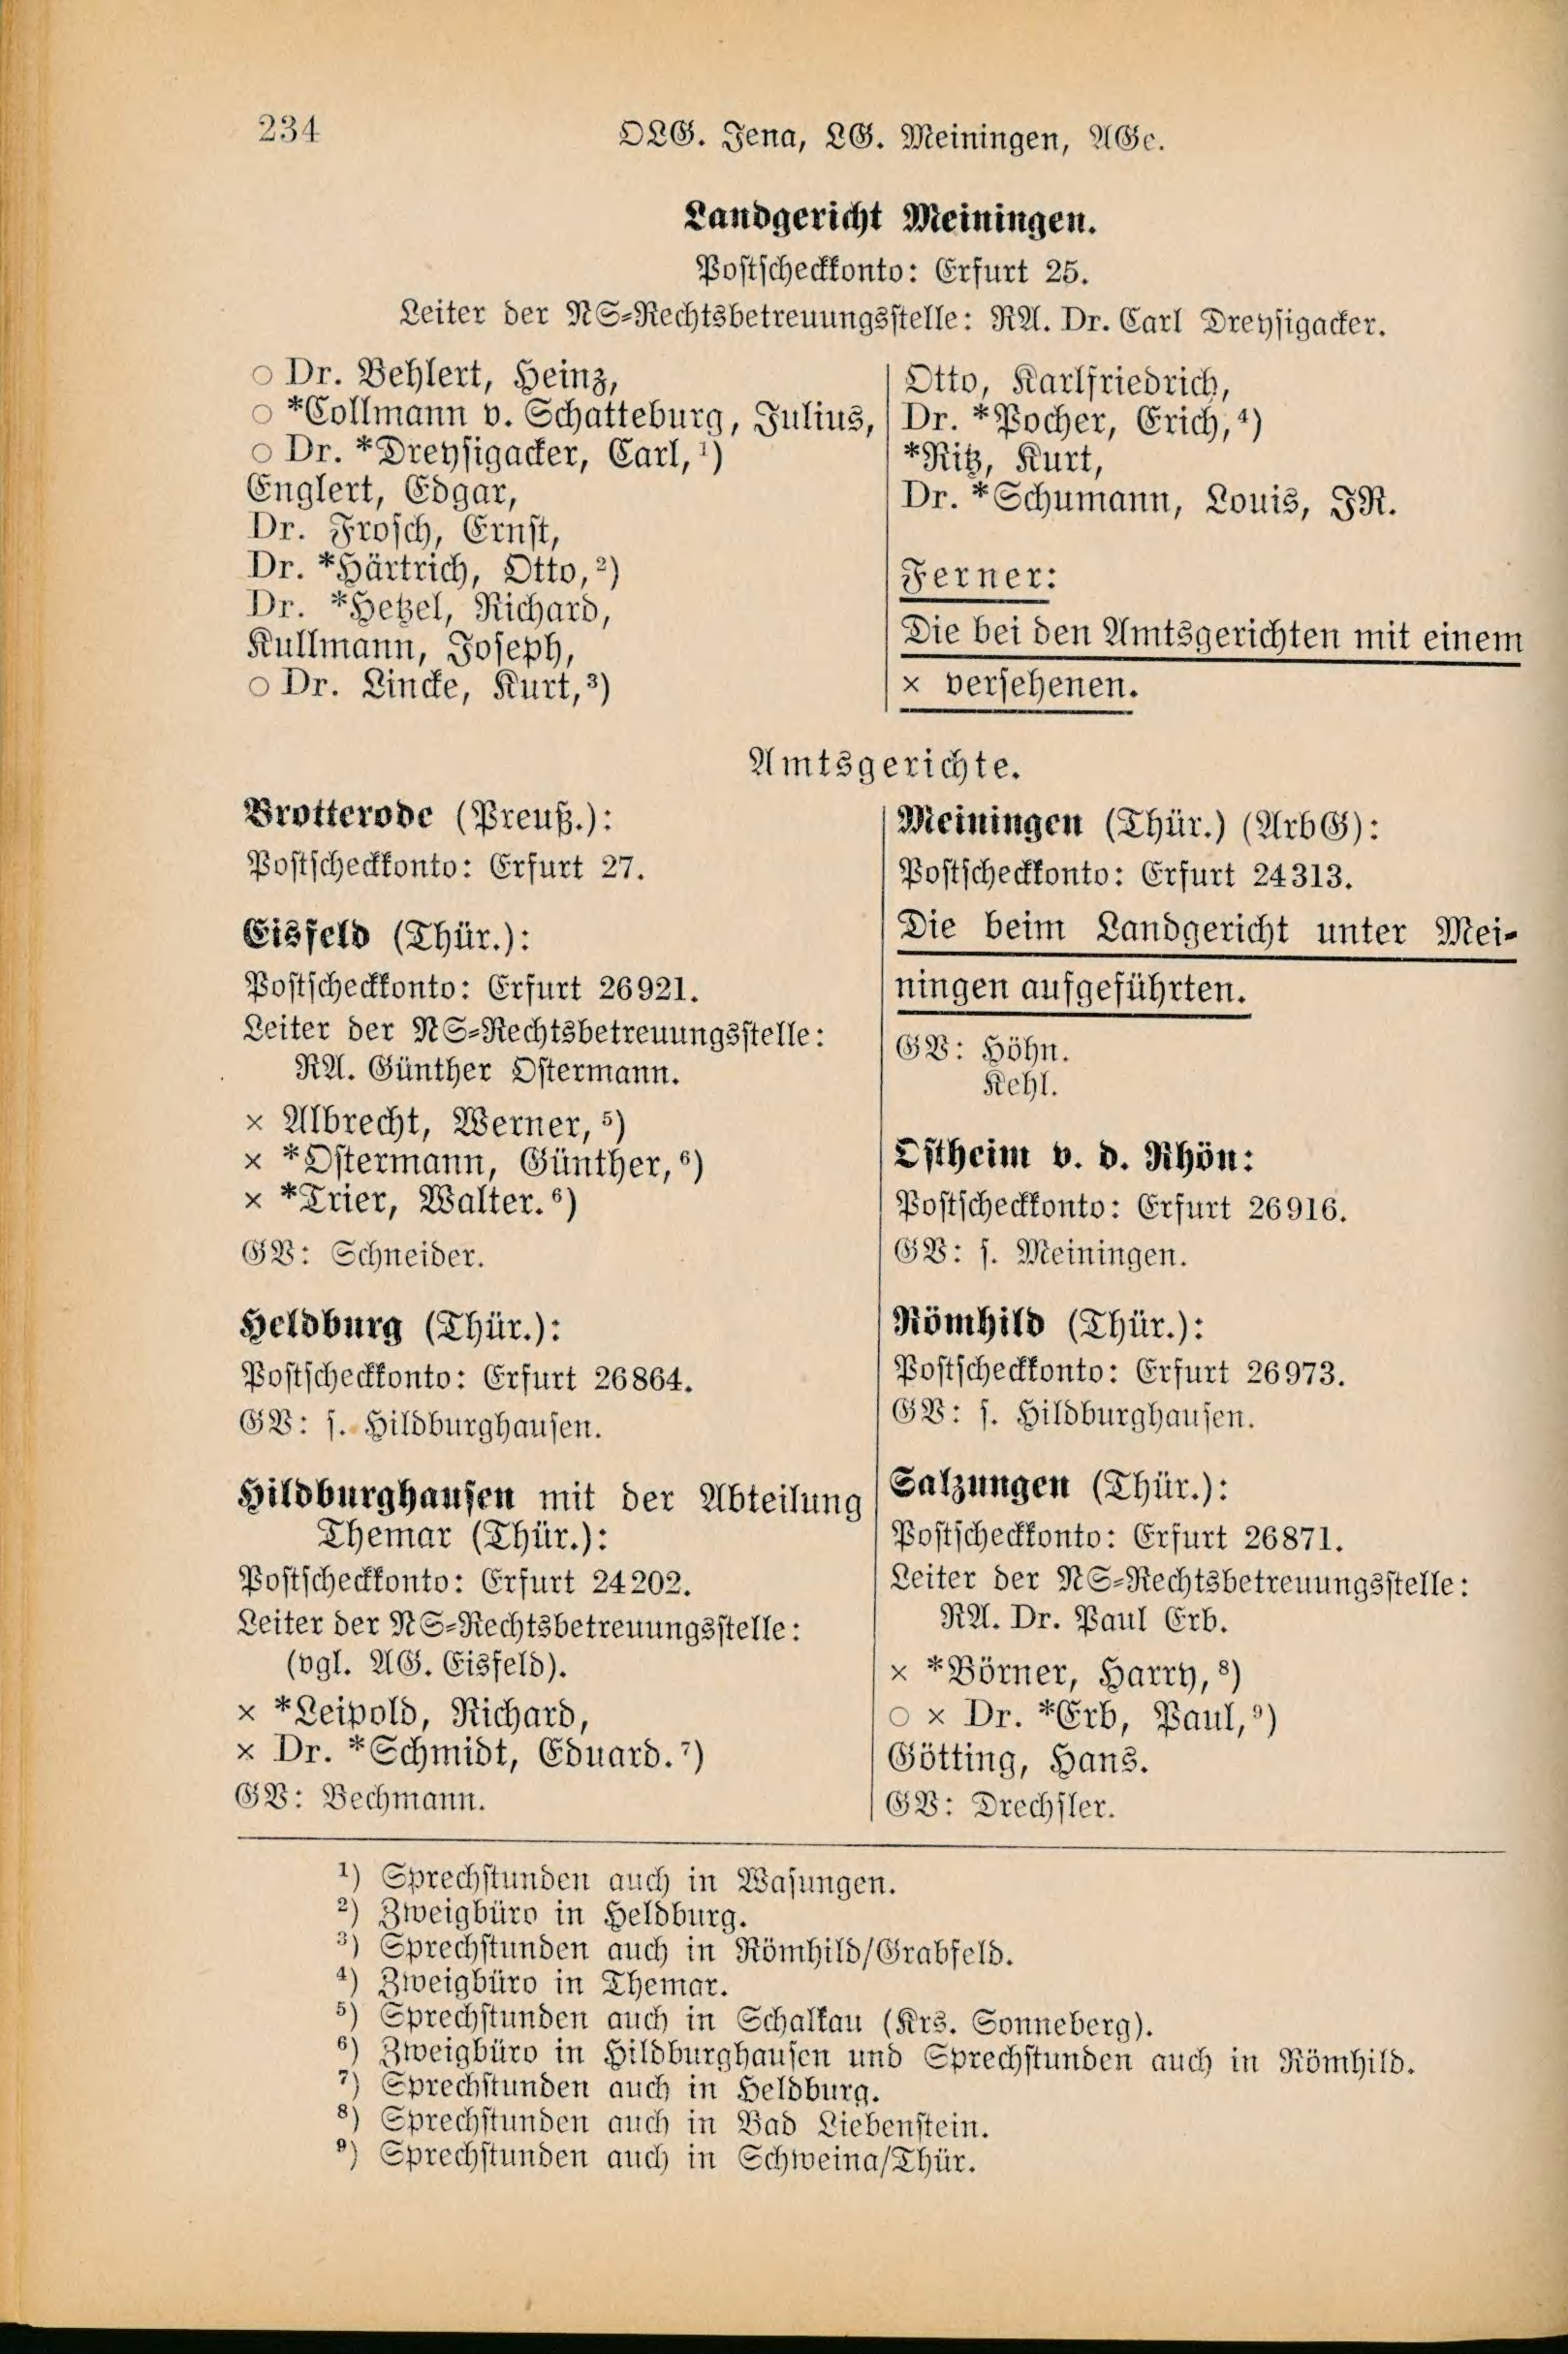 234
OLG. Jena, LG. Meiningen, AGe.
Landgericht Meiningen.
Postscheckkonto: Erfurt 25.
Leiter der NS-Rechtsbetreuungsstelle: RA. Dr. Carl Dreysigacker.
○ Dr. Behlert, Heinz,
○ *Collmann v. Schatteburg, Julius,
○ Dr. *Dreysigacker, Carl,¹)
Englert, Edgar,
Dr. Frosch, Ernst,
Dr. *Härtrich, Otto,²)
Dr. *Hetzel, Richard,
Kullmann, Joseph,
○ Dr. Lincke, Kurt,³)
Otto, Karlfriedrich,
Dr. *Pocher, Erich,⁴)
*Ritz, Kurt,
Dr. *Schumann, Louis, JR.
Ferner:
Die bei den Amtsgerichten mit einem
× versehenen.
Amtsgerichte.
Brotterode (Preuß.):
Postscheckkonto: Erfurt 27.
Eisfeld (Thür.):
Postscheckkonto: Erfurt 26921.
Leiter der NS-Rechtsbetreuungsstelle:
RA. Günther Ostermann.
× Albrecht, Werner, ⁵)
× *Ostermann, Günther, ⁶)
× *Trier, Walter. ⁶)
GV: Schneider.
Heldburg (Thür.):
Postscheckkonto: Erfurt 26864.
GV: s. Hildburghausen.
Hildburghausen mit der Abteilung
Themar (Thür.):
Postscheckkonto: Erfurt 24202.
Leiter der NS-Rechtsbetreuungsstelle:
(vgl. AG. Eisfeld).
× *Leipold, Richard,
× Dr. *Schmidt, Eduard. ⁷)
GV: Bechmann.
Meiningen (Thür.) (ArbG):
Postscheckkonto: Erfurt 24313.
Die beim Landgericht unter Mei-
ningen aufgeführten.
GV: Höhn.
Kehl.
Ostheim v. d. Rhön:
Postscheckkonto: Erfurt 26916.
GV: s. Meiningen.
Römhild (Thür.):
Postscheckkonto: Erfurt 26973.
GV: s. Hildburghausen.
Salzungen (Thür.):
Postscheckkonto: Erfurt 26871.
Leiter der NS-Rechtsbetreuungsstelle:
RA. Dr. Paul Erb.
× *Börner, Harry, ⁸)
○ × Dr. *Erb, Paul,⁹)
Götting, Hans.
GV: Drechsler.
¹) Sprechstunden auch in Wasungen.
²) Zweigbüro in Heldburg.
³) Sprechstunden auch in Römhild/Grabfeld.
⁴) Zweigbüro in Themar.
⁵) Sprechstunden auch in Schalkau (Krs. Sonneberg).
⁶) Zweigbüro in Hildburghausen und Sprechstunden auch in Römhild.
⁷) Sprechstunden auch in Heldburg.
⁸) Sprechstunden auch in Bad Liebenstein.
⁹) Sprechstunden auch in Schweina/Thür.